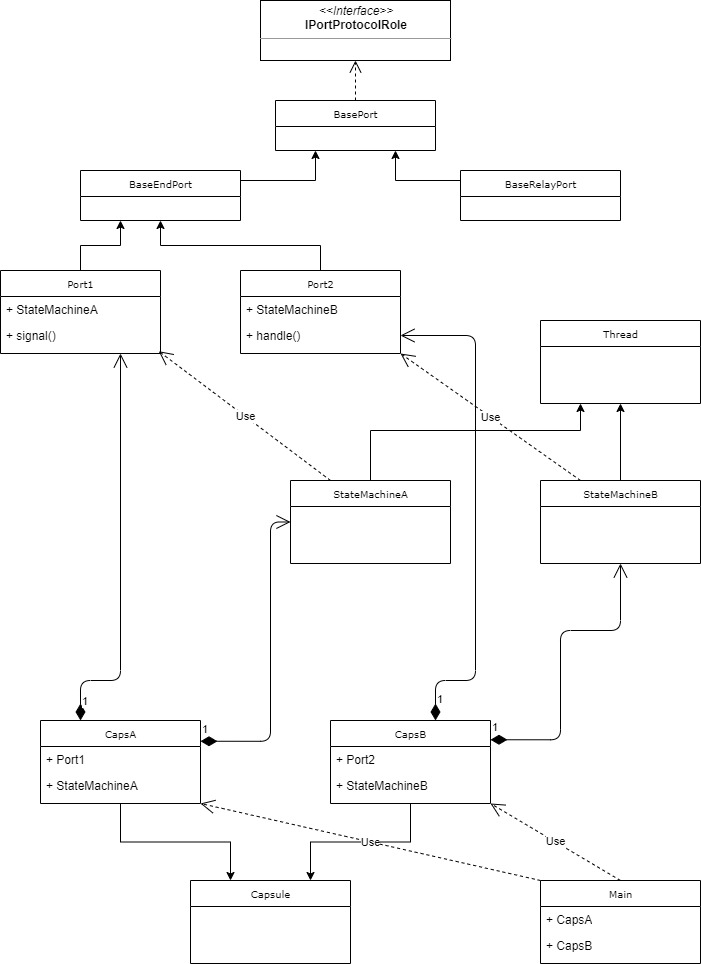 <<Interface>>
IPortProtocolRole
BasePort
BaseEndPort
BaseRelayPort
Port1
+ StateMachineA
+ signal()
Port2
+ StateMachineB
+ handle()
Thread
Use
Use
StateMachineA
StateMachineB
1
1
1
1
CapsA
+ Port1
+ StateMachineA
CapsB
+ Port2
+ StateMachineB
Use
Use
Capsule
Main
+ CapsA
+ CapsB